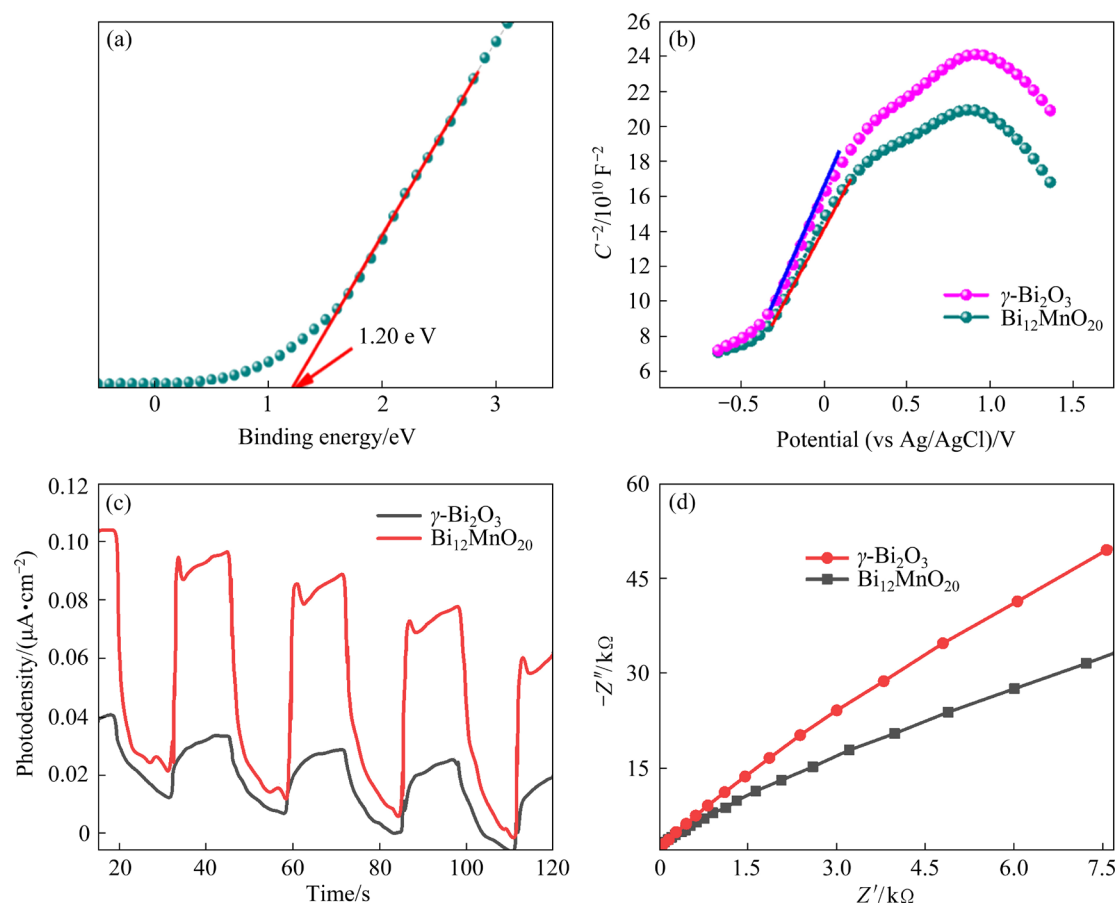 (a)
1.20 e V
0
1
2
3
Binding energy/eV
(b)
26
24
22
20
18
16
14
12
10
8
6
C⁻²/10¹⁰ F⁻²
γ-Bi₂O₃
Bi₁₂MnO₂₀
−0.5
0
0.5
1.0
1.5
Potential (vs Ag/AgCl)/V
(c)
0.12
0.10
0.08
0.06
0.04
0.02
0
Photodensity/(μA•cm⁻²)
γ-Bi₂O₃
Bi₁₂MnO₂₀
20
40
60
80
100
120
Time/s
(d)
60
45
30
15
−Z″/kΩ
γ-Bi₂O₃
Bi₁₂MnO₂₀
0
1.5
3.0
4.5
6.0
7.5
Z′/kΩ